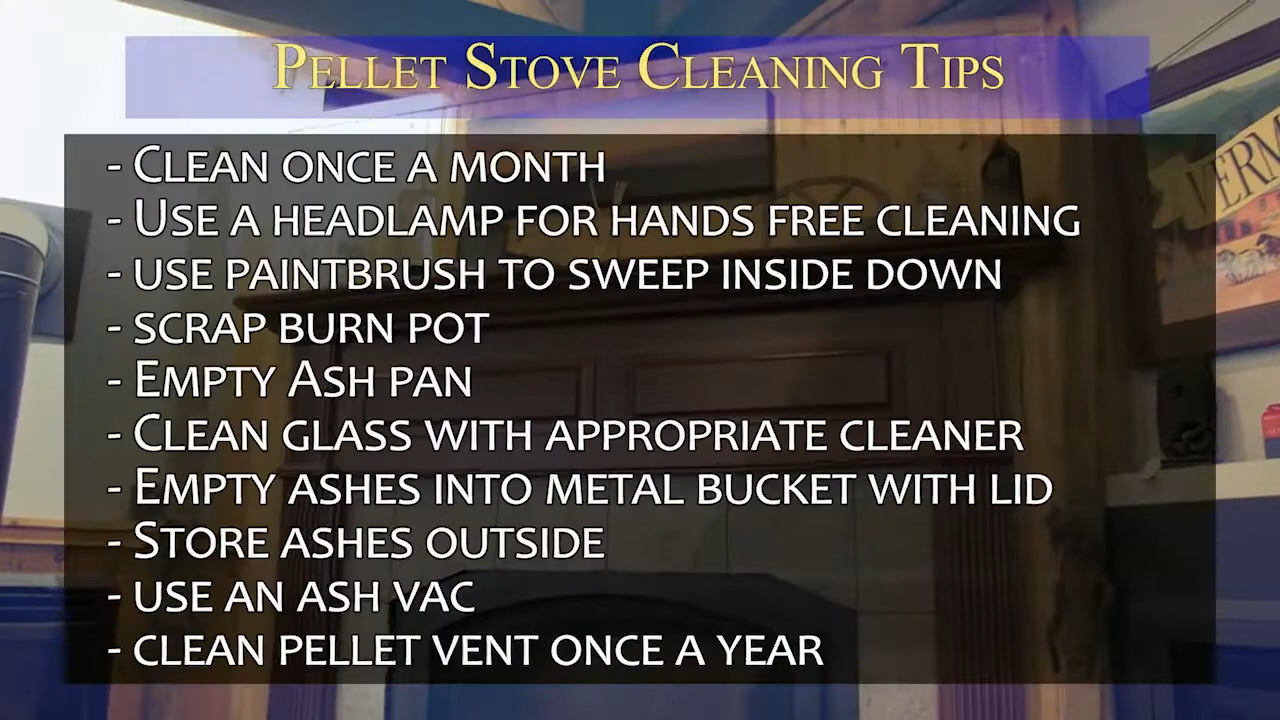 Pellet Stove Cleaning Tips
- Clean once a month
- Use a headlamp for hands free cleaning
- use paintbrush to sweep inside down
- scrap burn pot
- Empty Ash pan
- Clean glass with appropriate cleaner
- Empty ashes into metal bucket with lid
- Store ashes outside
- use an ash vac
- clean pellet vent once a year
VERM